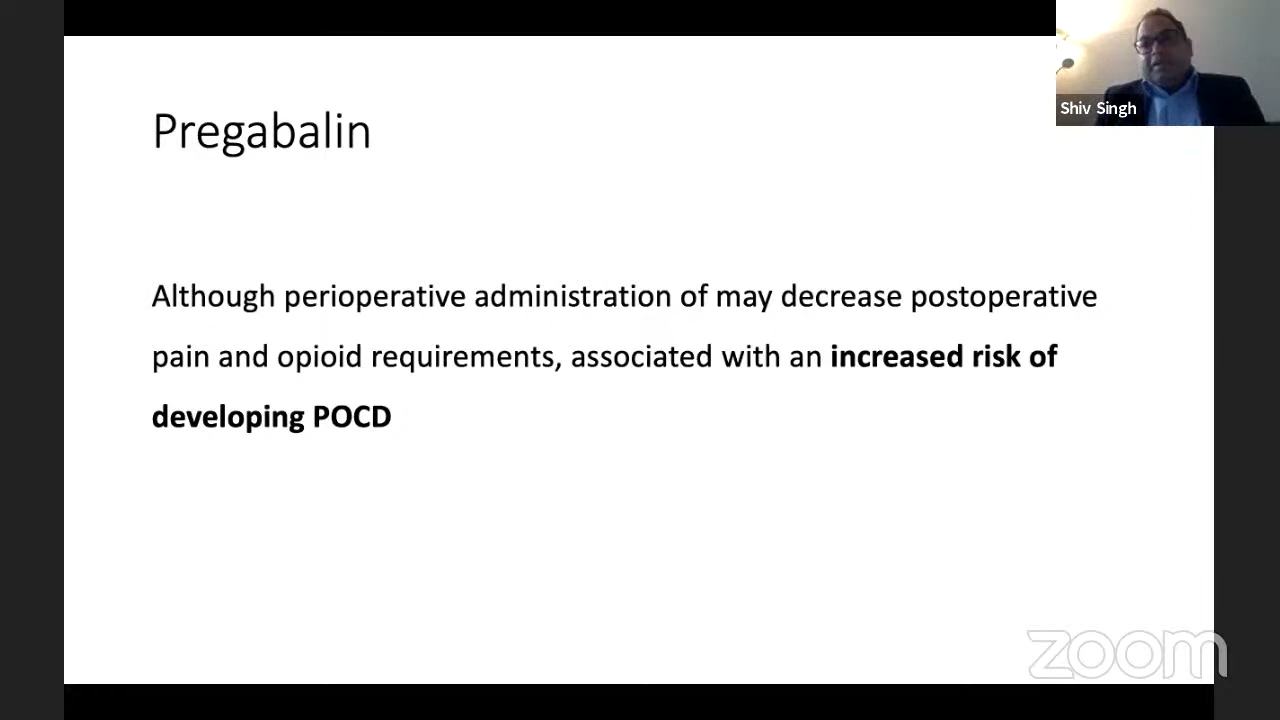 Shiv Singh
Pregabalin
Although perioperative administration of may decrease postoperative
pain and opioid requirements, associated with an increased risk of
developing POCD
zoom